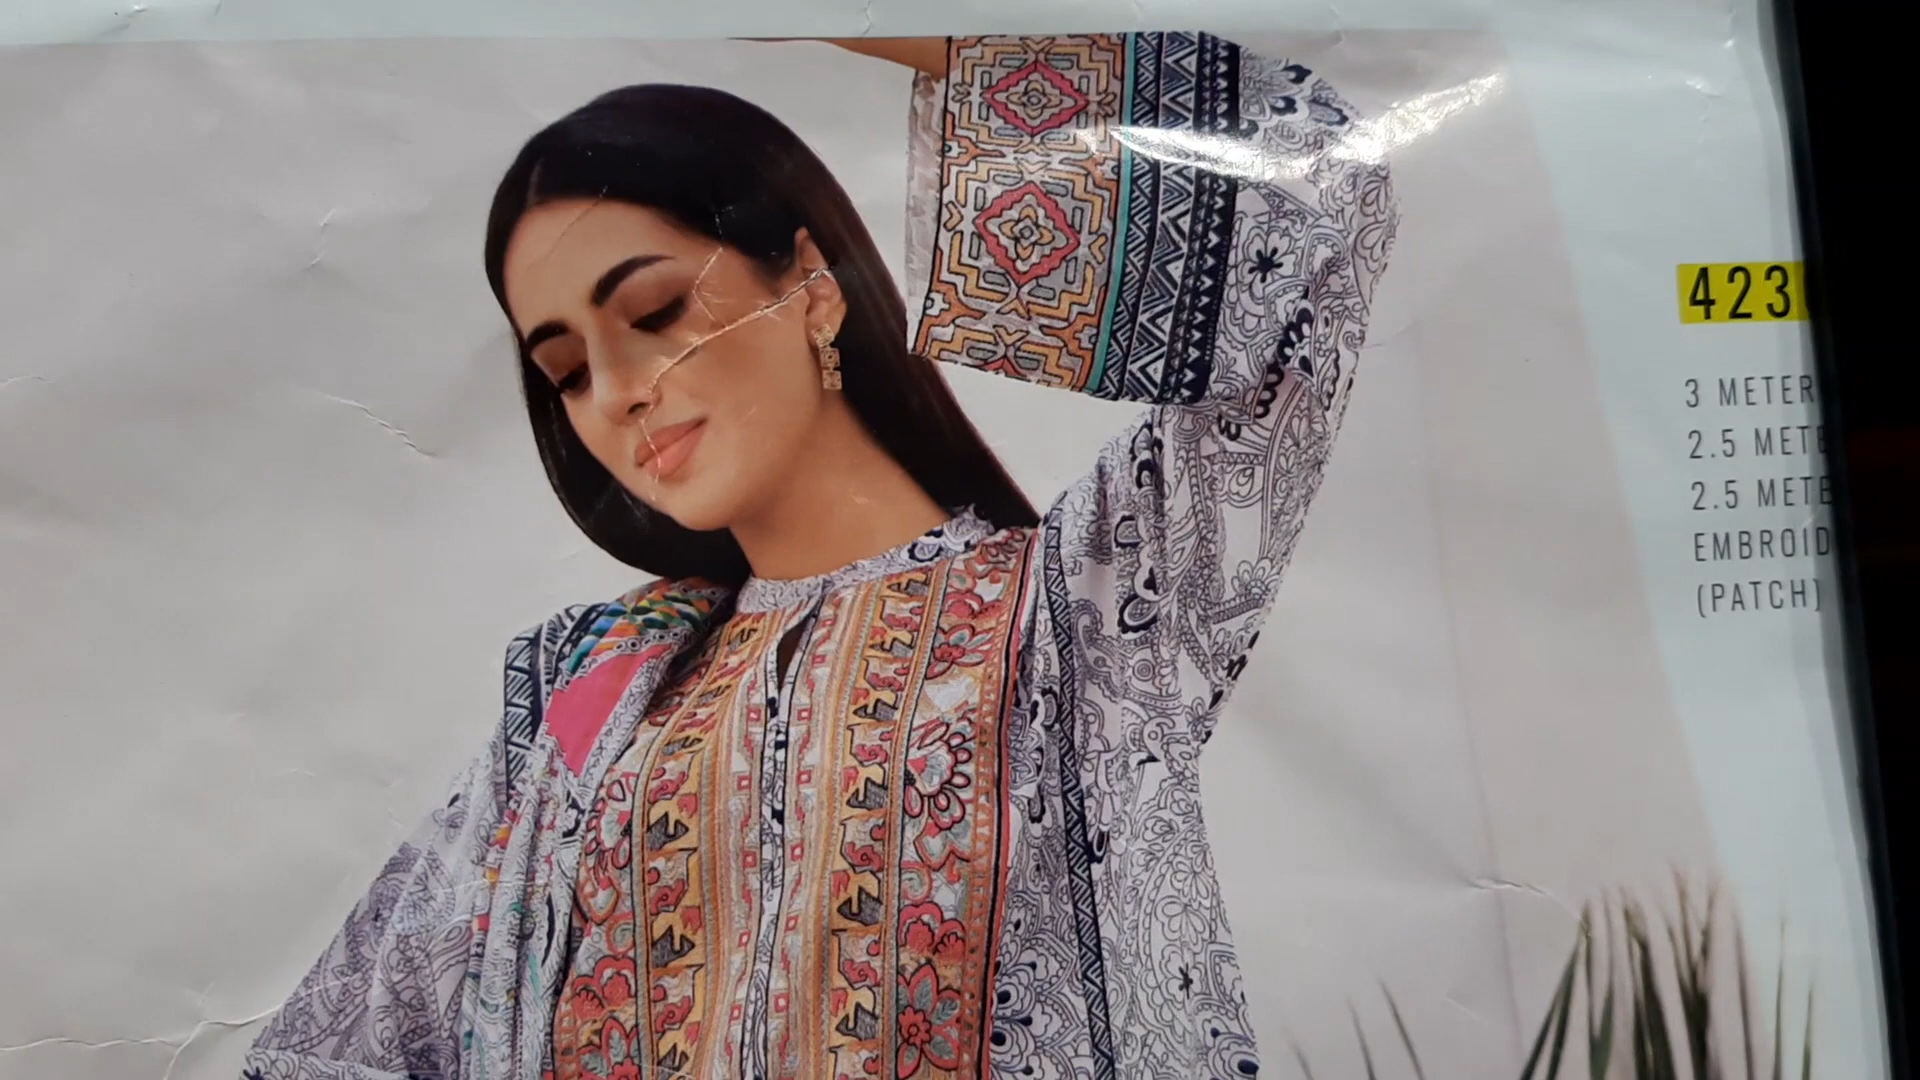 423
3 METER
2.5 METE
2.5 METE
EMBROID
(PATCH)